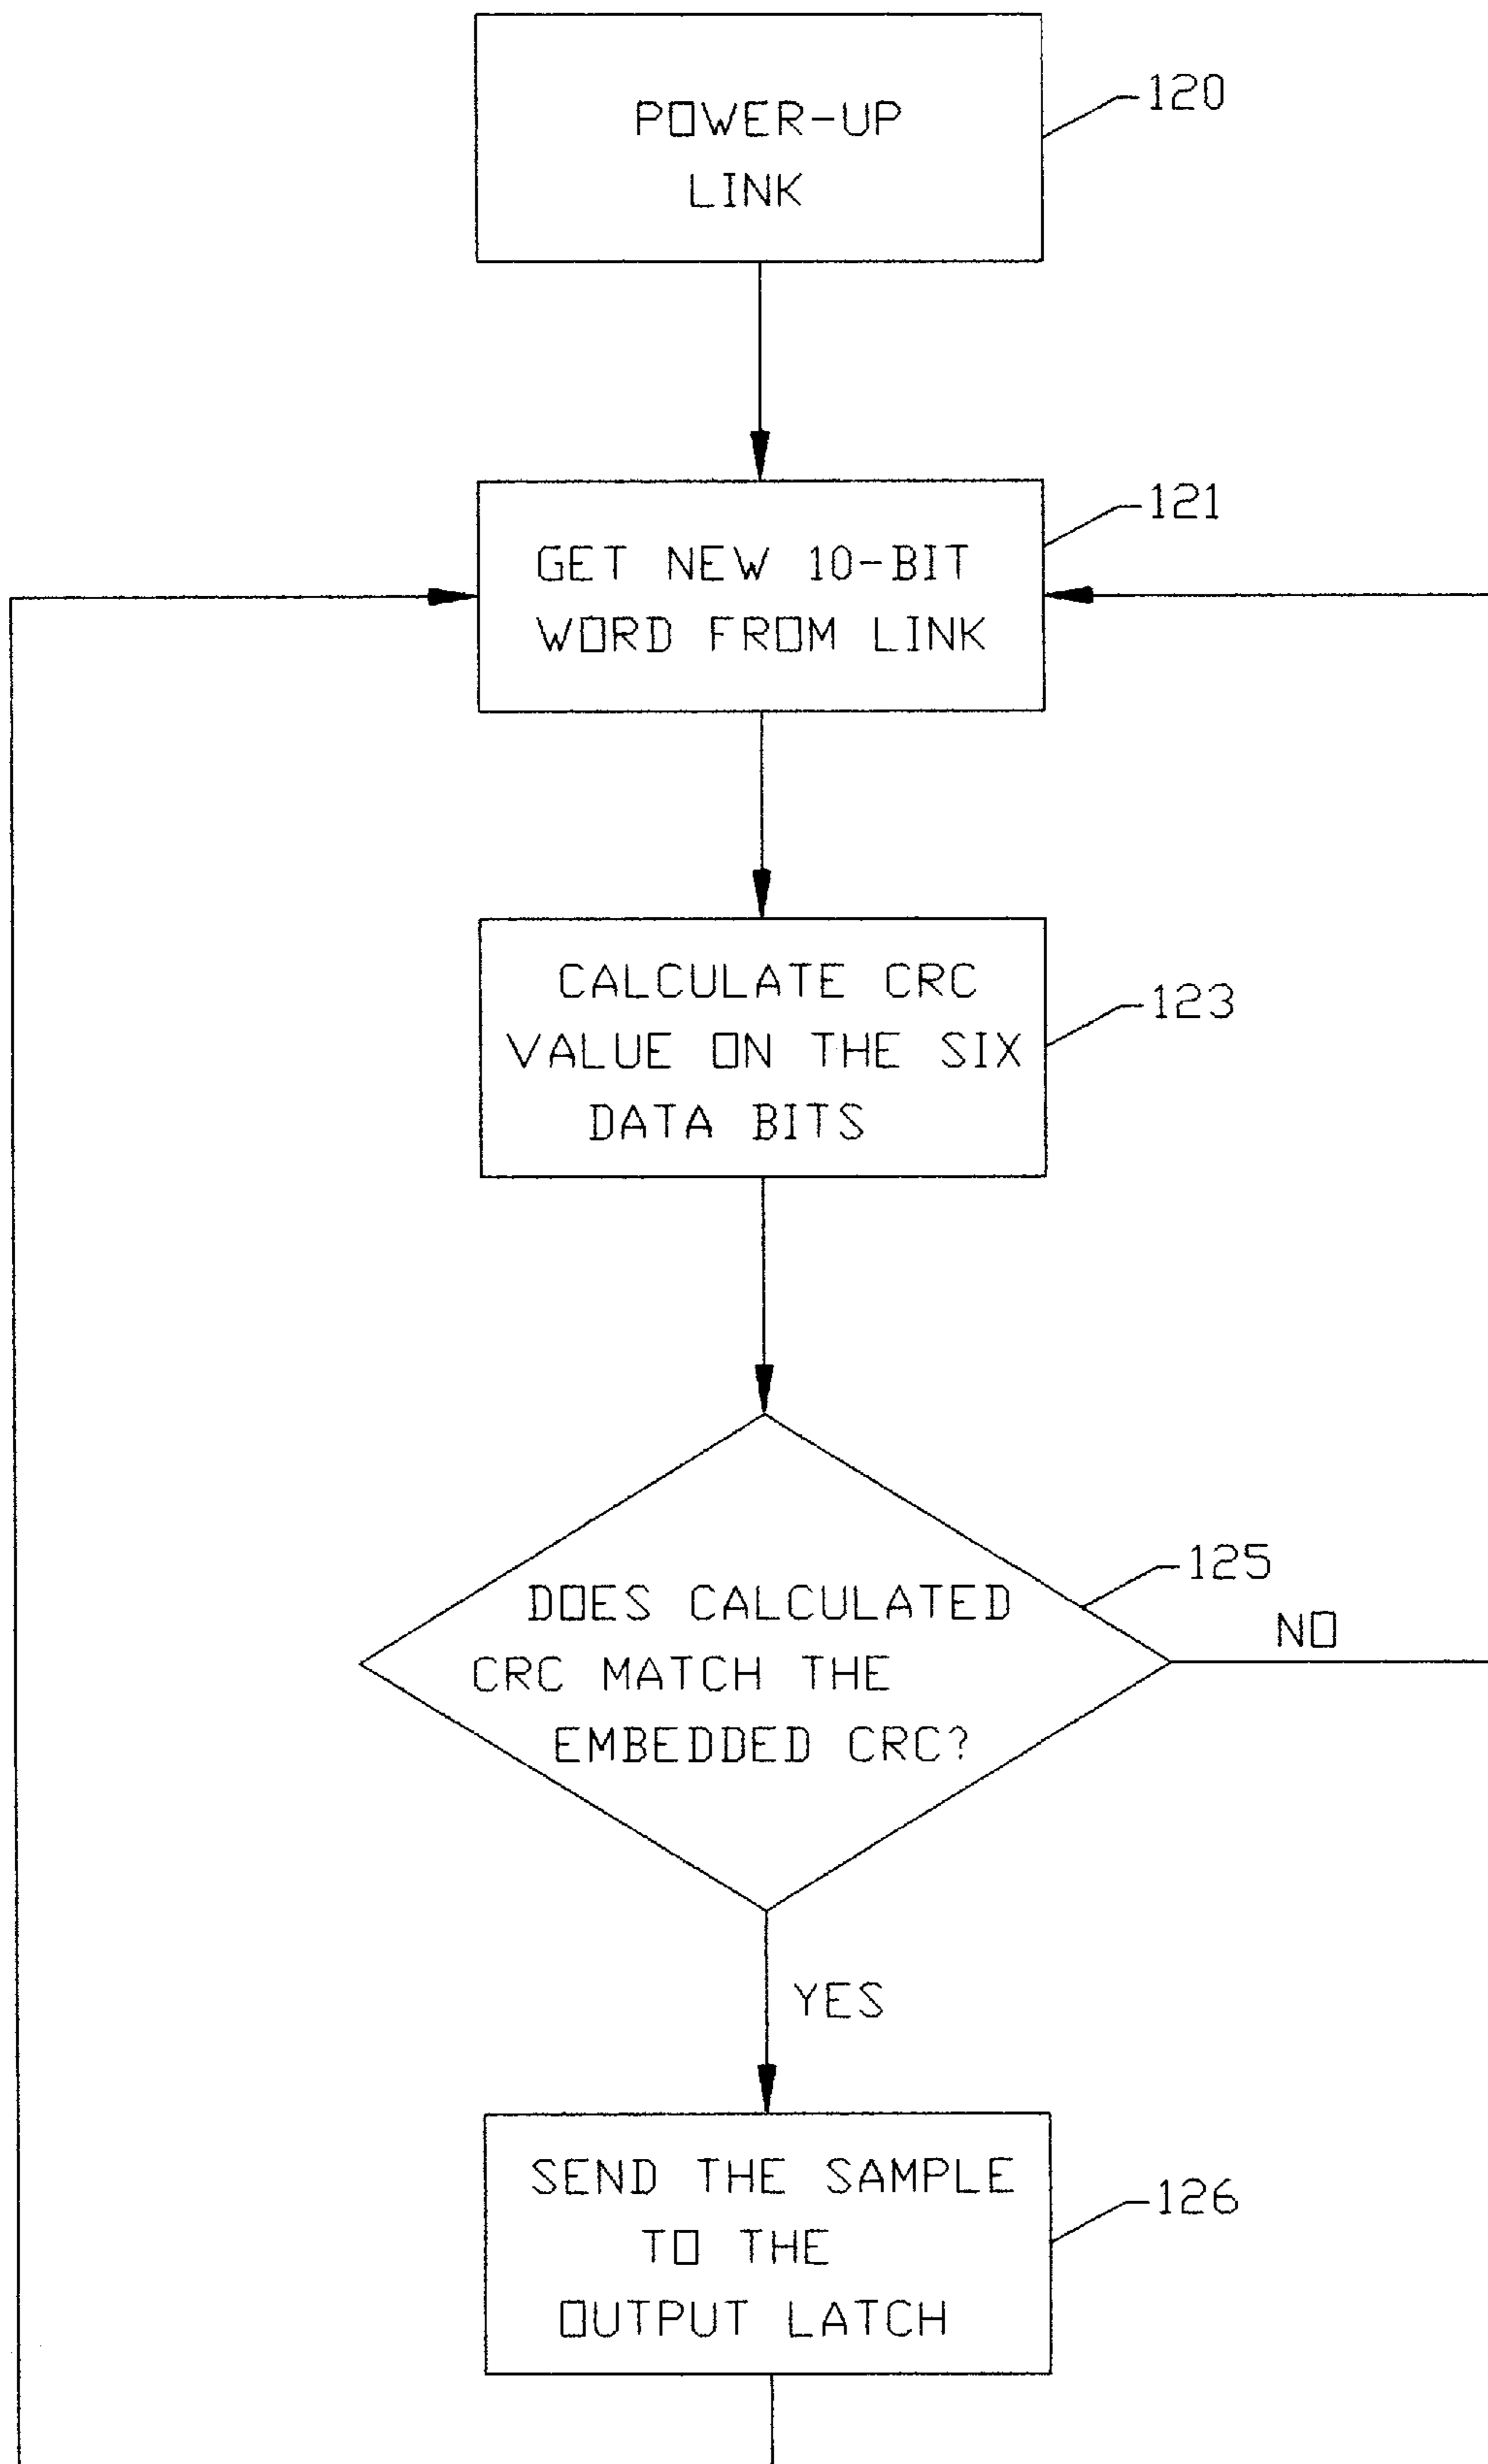 POWER-UP
LINK
120
GET NEW 10-BIT
WORD FROM LINK
121
CALCULATE CRC
VALUE ON THE SIX
DATA BITS
123
DOES CALCULATED
CRC MATCH THE
EMBEDDED CRC?
125
NO
YES
SEND THE SAMPLE
TO THE
OUTPUT LATCH
126